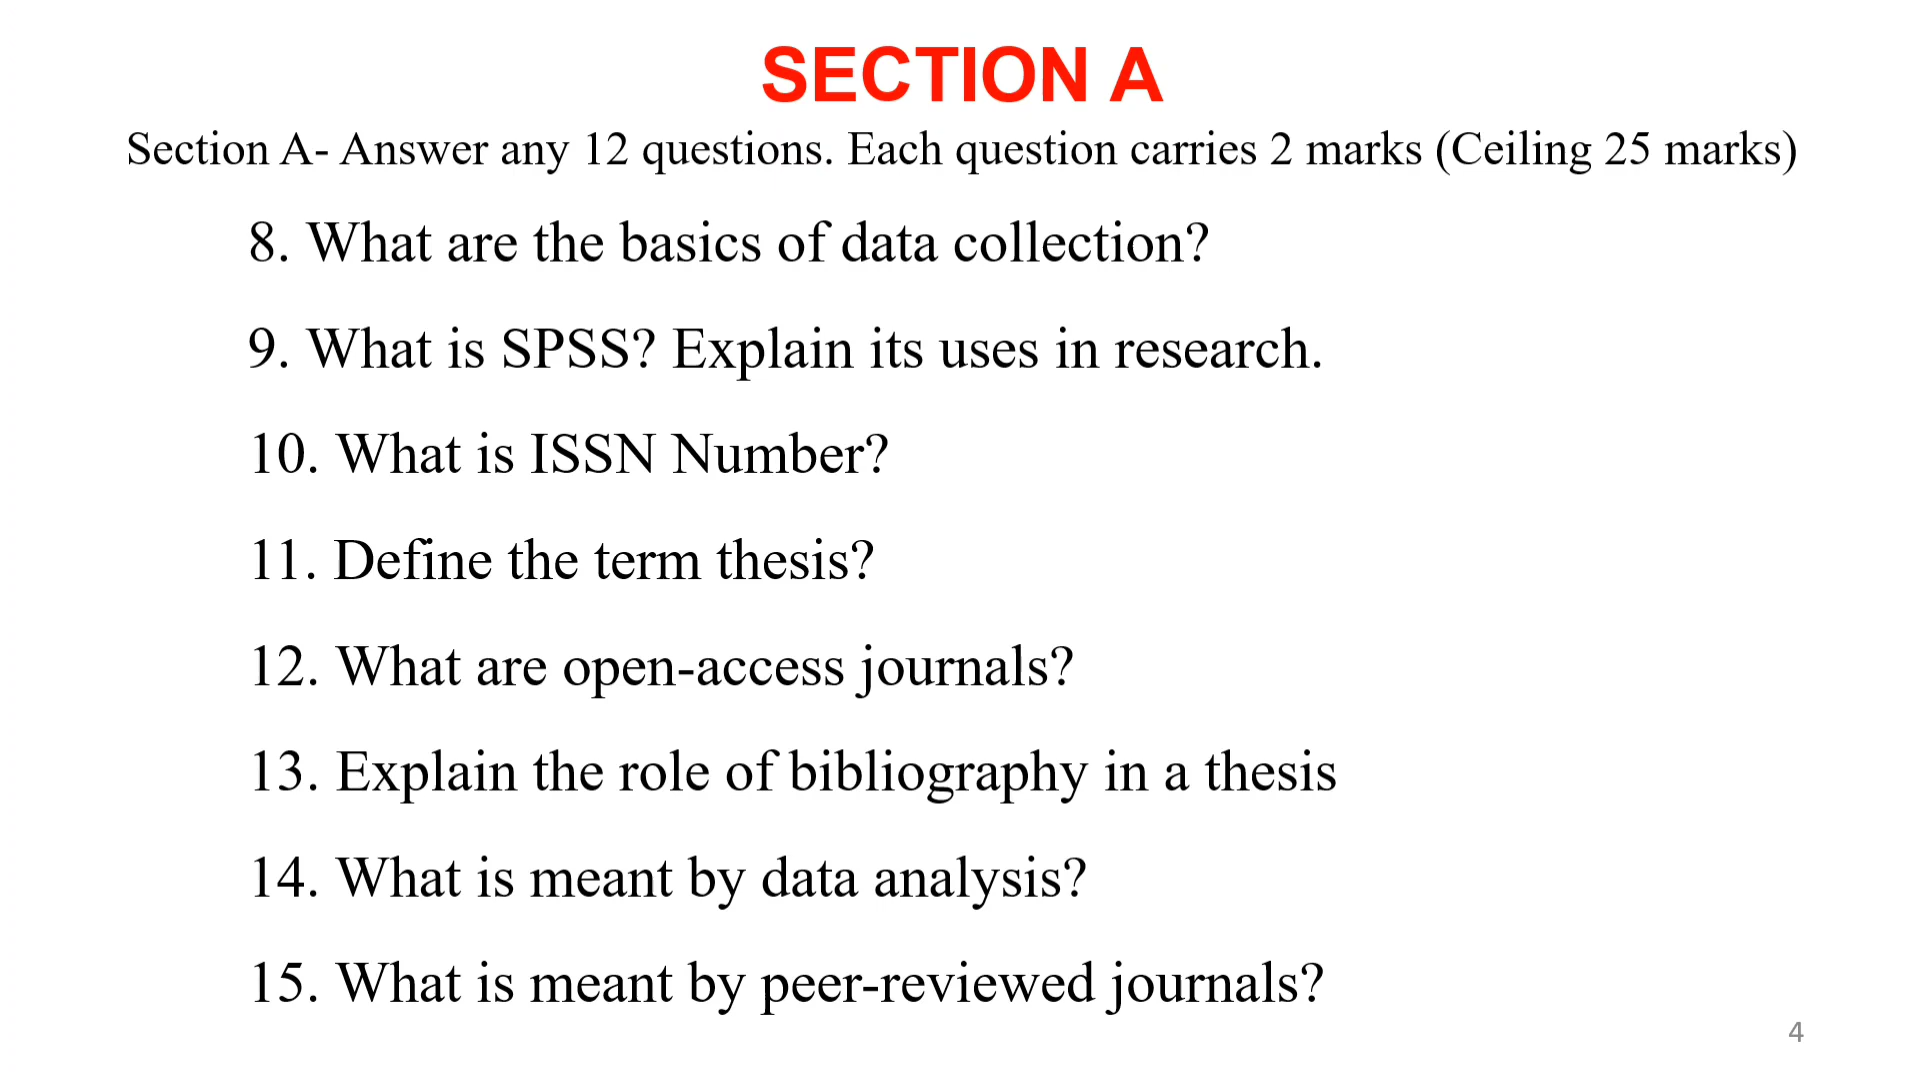 SECTION A
Section A- Answer any 12 questions. Each question carries 2 marks (Ceiling 25 marks)
8. What are the basics of data collection?
9. What is SPSS? Explain its uses in research.
10. What is ISSN Number?
11. Define the term thesis?
12. What are open-access journals?
13. Explain the role of bibliography in a thesis
14. What is meant by data analysis?
15. What is meant by peer-reviewed journals?
4